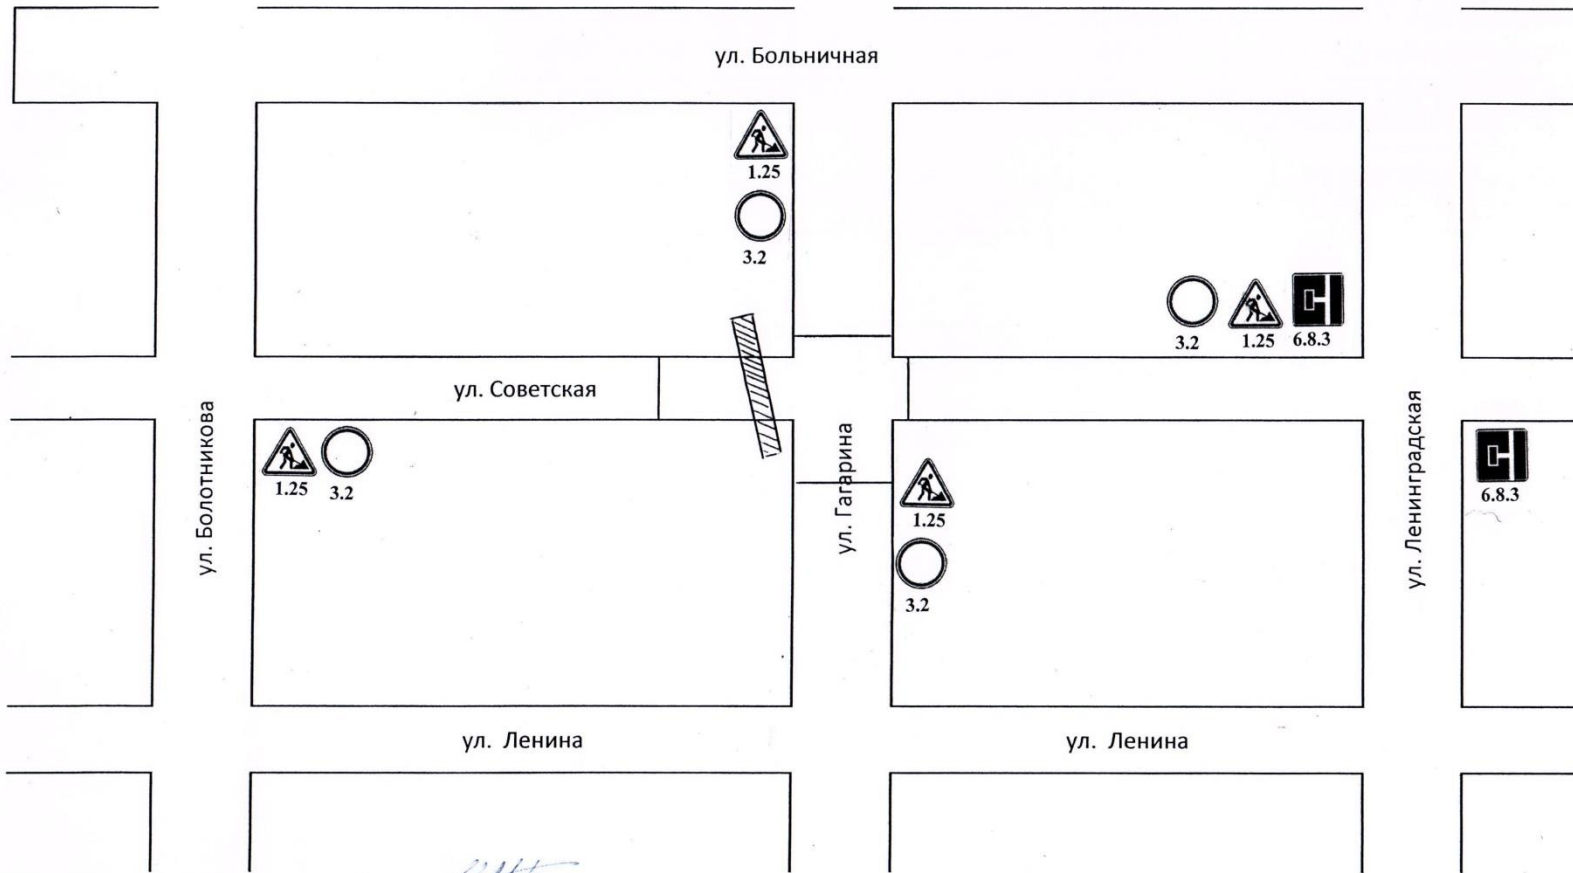 ул. Больничная
1.25
3.2
3.2
1.25
6.8.3
ул. Советская
ул. Болотникова
1.25
3.2
ул. Гагарина
1.25
3.2
ул. Ленинградская
6.8.3
ул. Ленина
ул. Ленина